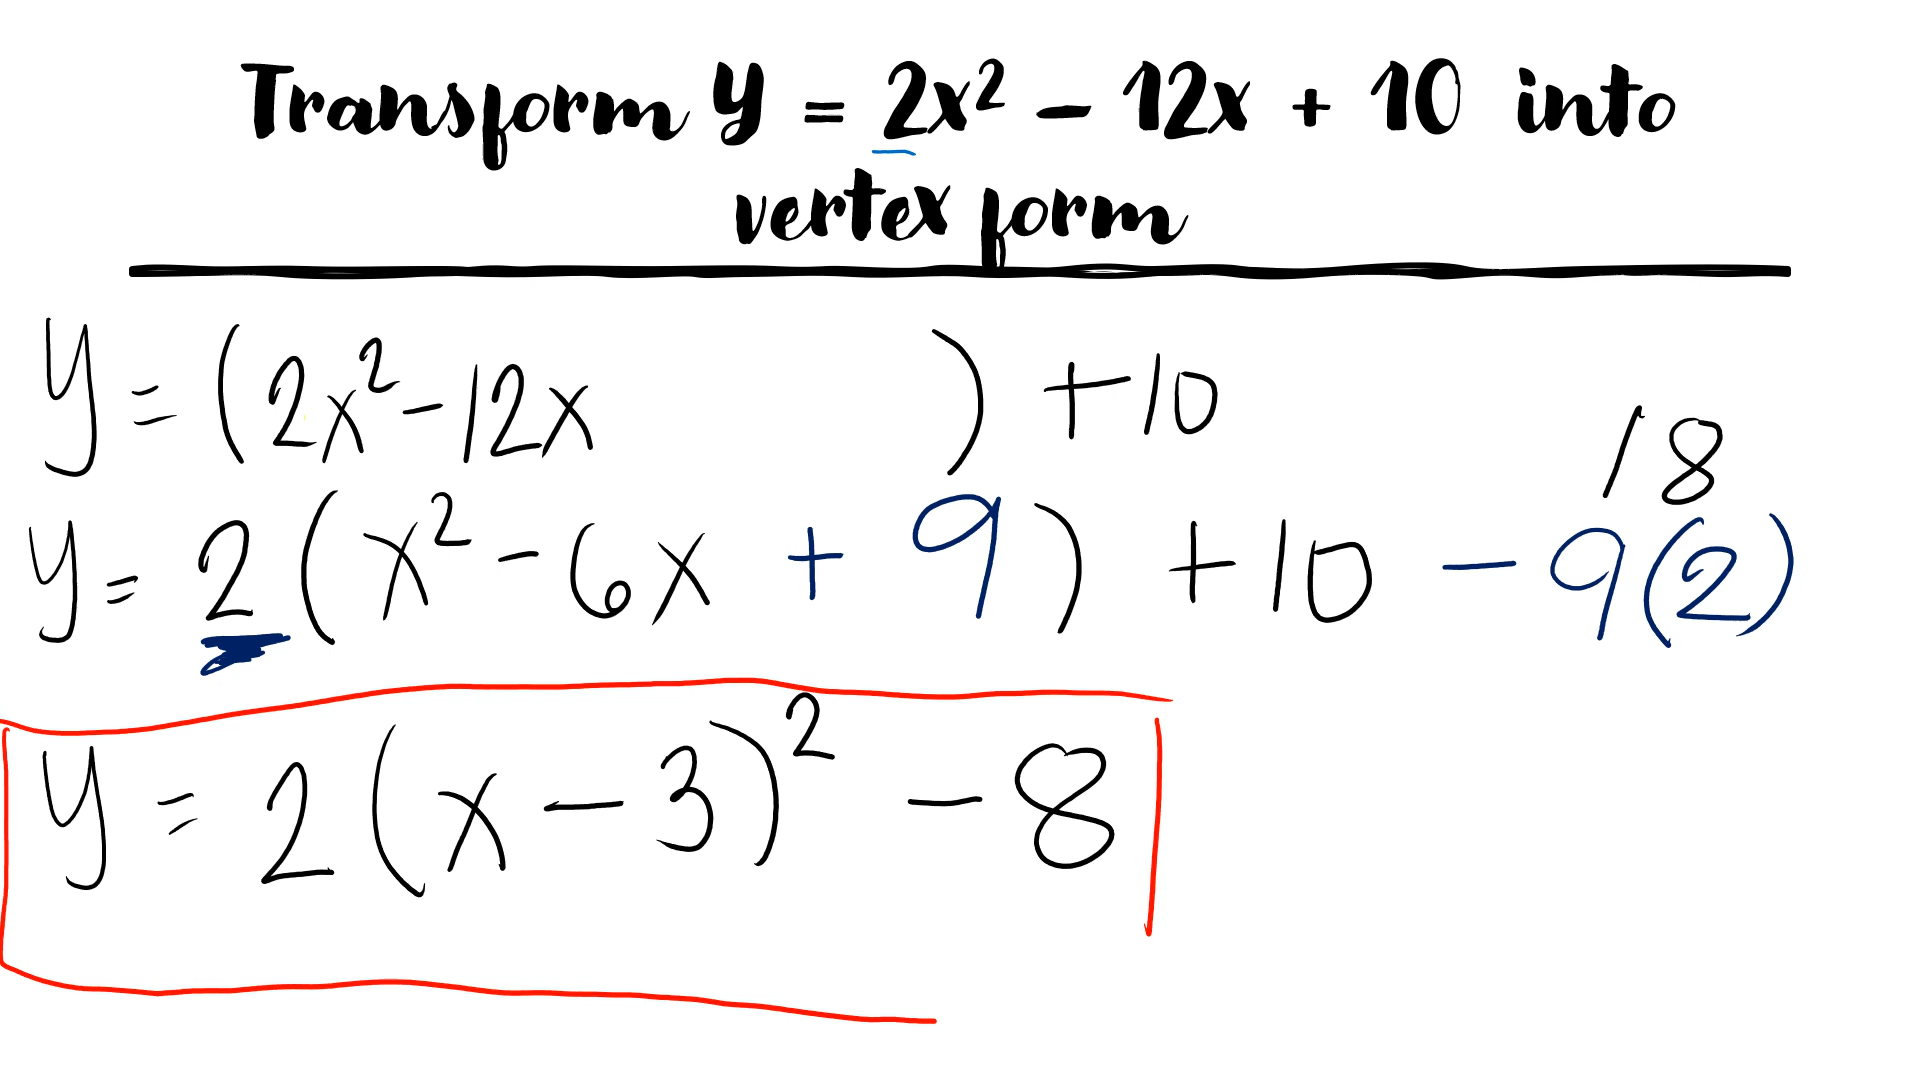 Transform y = 2x² – 12x + 10 into
vertex form
y = (2x² - 12x ) + 10
18
y = 2 (x² - 6x + 9) + 10 - 9(2)
y = 2 (x - 3)² - 8